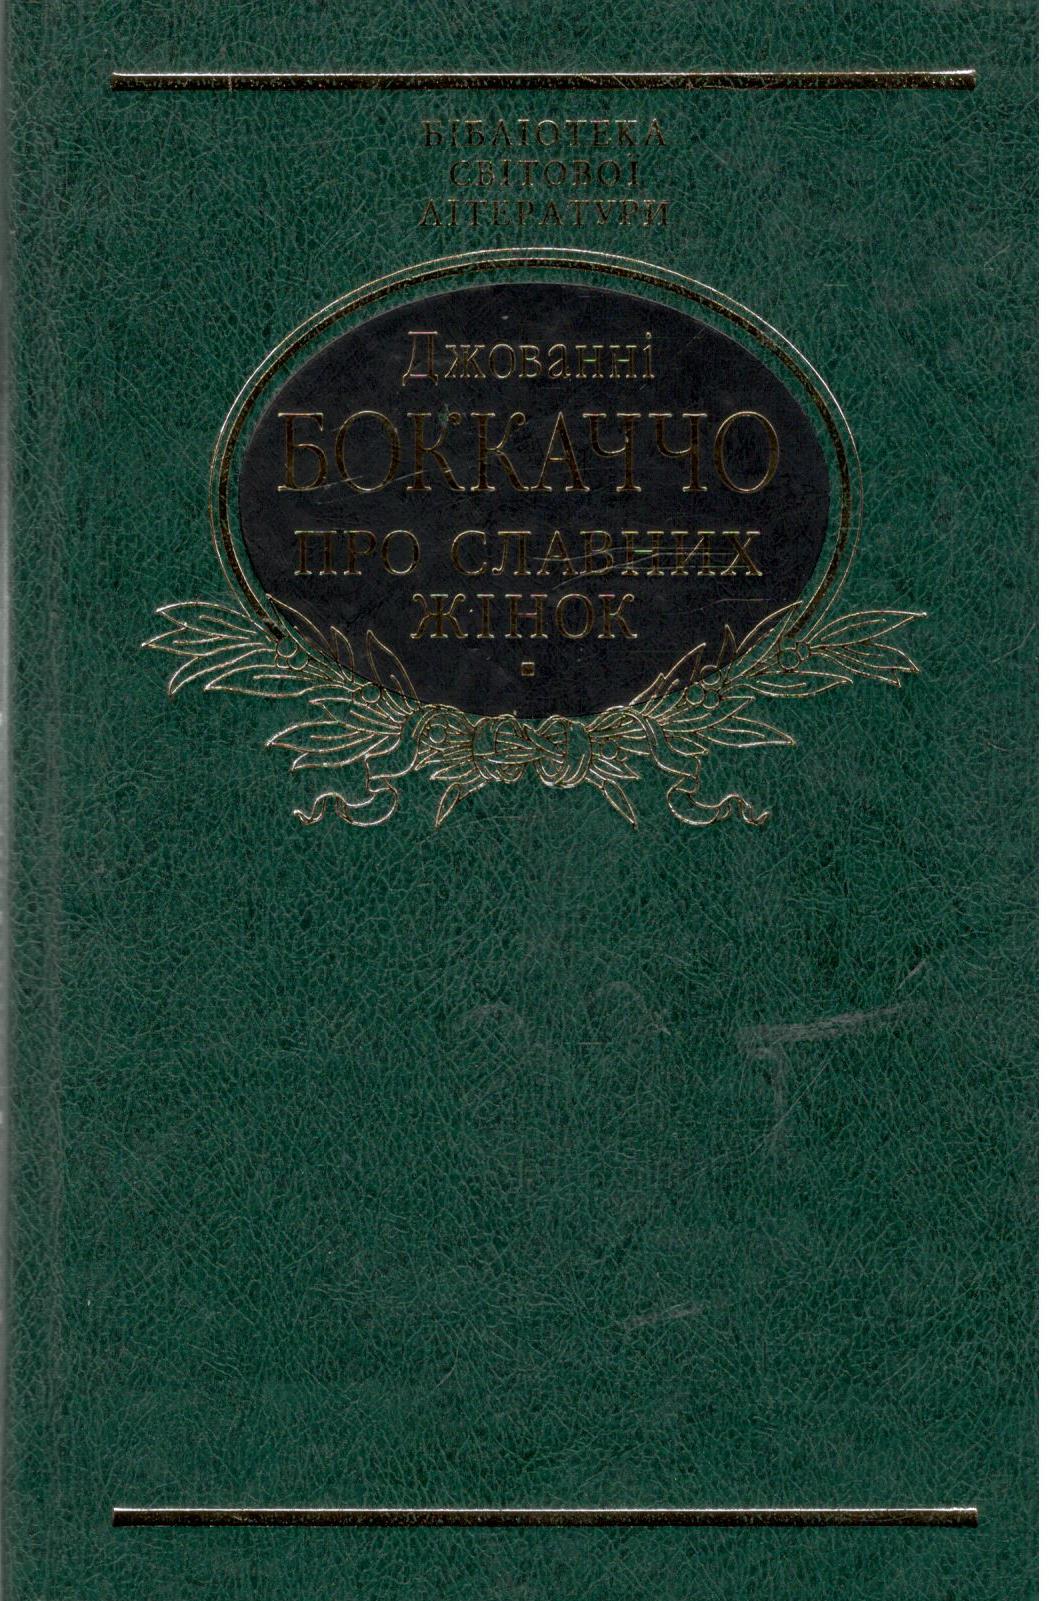 БІБЛІОТЕКА
СВІТОВОЇ
ЛІТЕРАТУРИ
Джованні
БОККАЧЧО
ПРО СЛАВНИХ
ЖІНОК